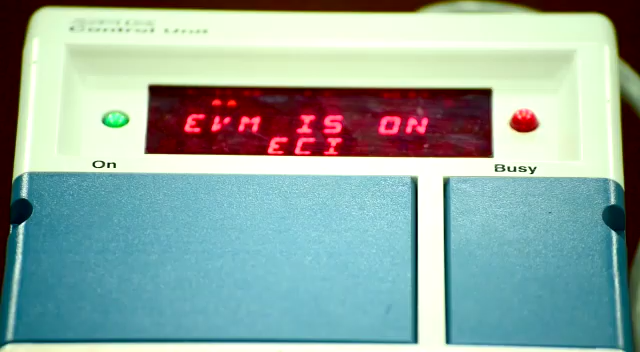 Control Unit
EVM IS ON
ECI
On
Busy